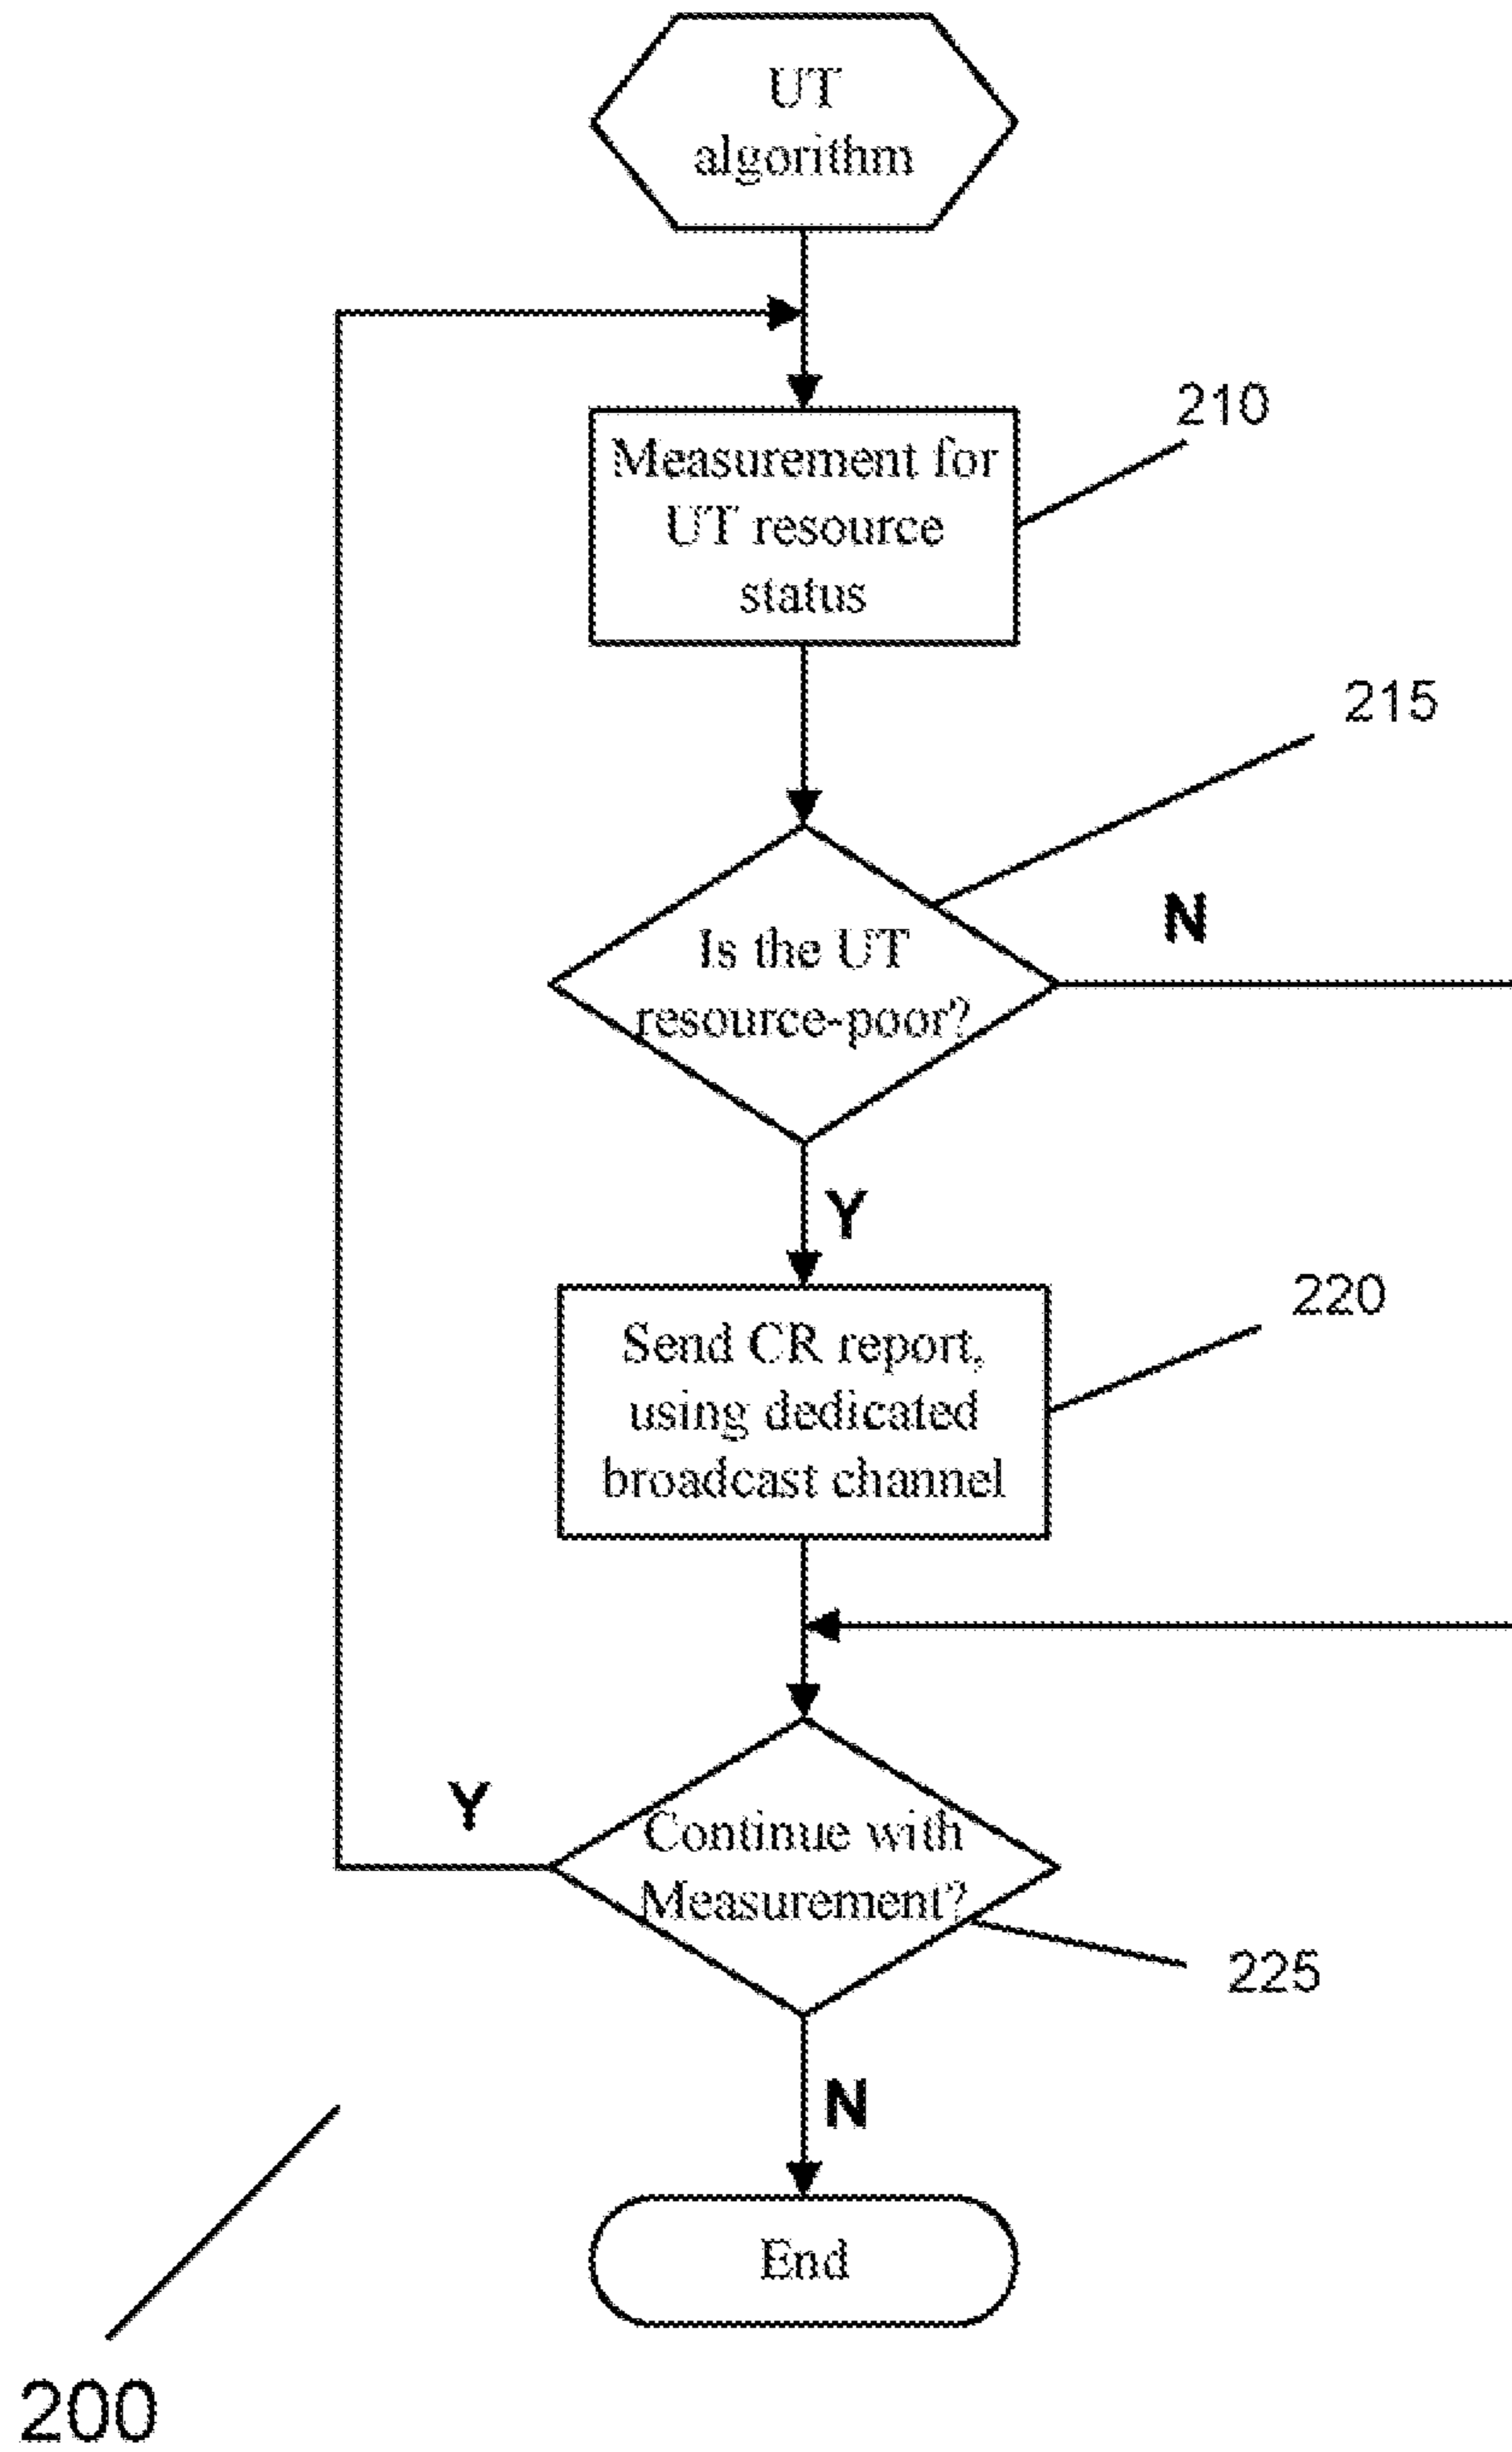 UT
algorithm
210
Measurement for
UT resource
status
215
N
Is the UT
resource-poor?
Y
220
Send CR report,
using dedicated
broadcast channel
Y
Continue with
Measurement?
225
N
End
200